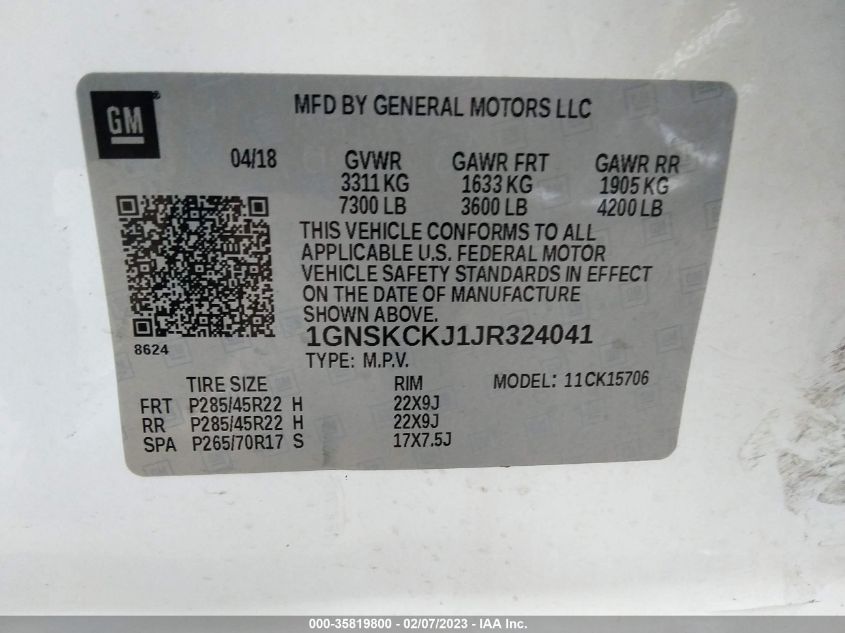 GM®
MFD BY GENERAL MOTORS LLC
04/18 GVWR GAWR FRT GAWR RR
3311 KG 1633 KG 1905 KG
7300 LB 3600 LB 4200 LB
THIS VEHICLE CONFORMS TO ALL
APPLICABLE U.S. FEDERAL MOTOR
VEHICLE SAFETY STANDARDS IN EFFECT
ON THE DATE OF MANUFACTURE
SHOWN ABOVE.
8624
1GNSKCKJ1JR324041
TYPE: M.P.V.
TIRE SIZE RIM MODEL: 11CK15706
FRT P285/45R22 H 22X9J
RR P285/45R22 H 22X9J
SPA P265/70R17 S 17X7.5J
000-35819800 - 02/07/2023 - IAA Inc.